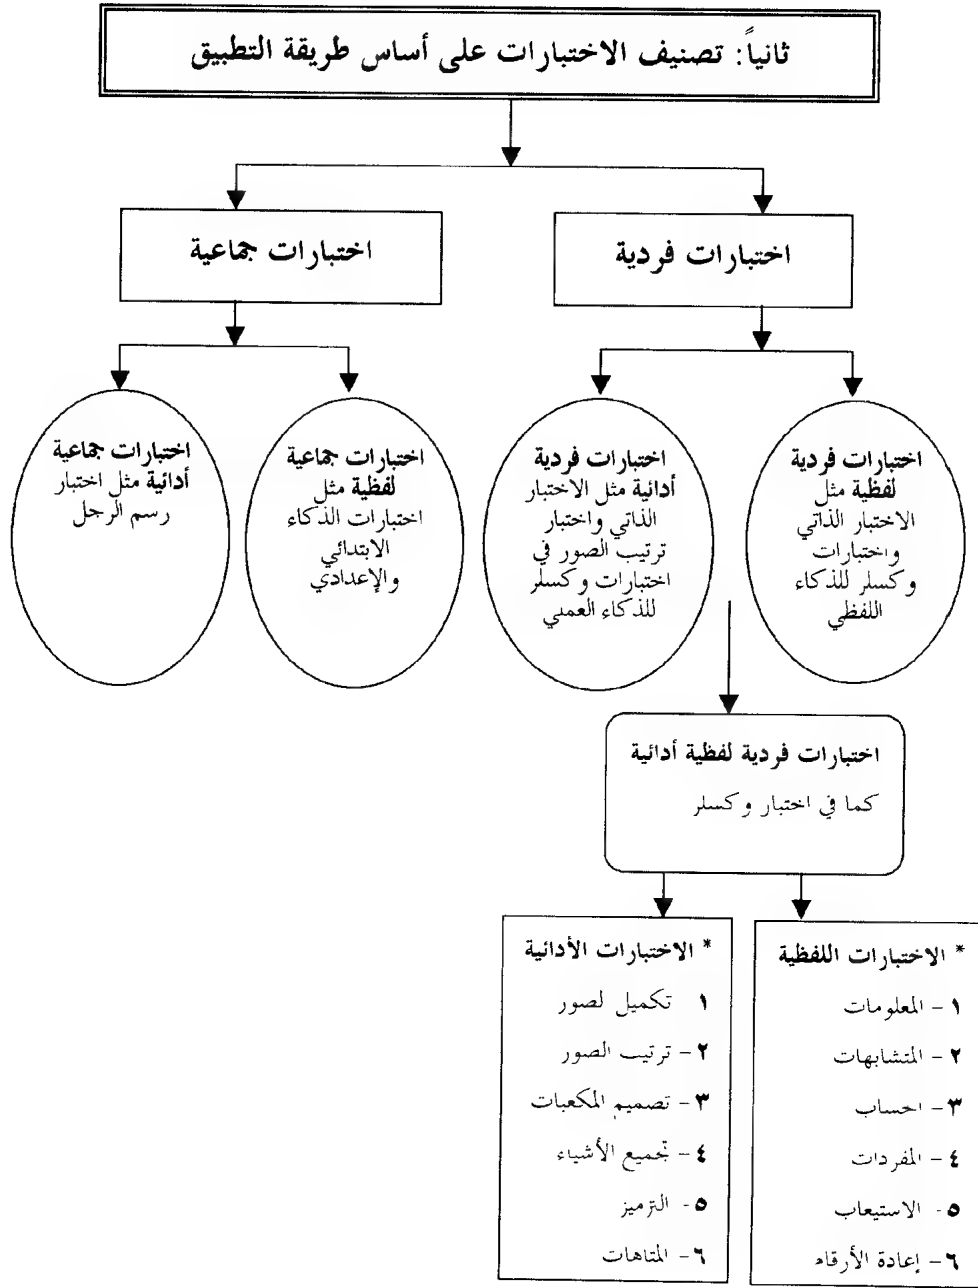 ثانياً: تصنيف الاختبارات على أساس طريقة التطبيق
اختبارات فردية
اختبارات جماعية
اختبارات فردية
لفظية مثل
الاختبار الذاتي
واختبارات
وكسلر للذكاء
اللفظي
اختبارات فردية
أدائية مثل الاختبار
الذاتي واختبار
ترتيب الصور في
اختبارات وكسلر
للذكاء العملي
اختبارات جماعية
لفظية مثل
اختبارات الذكاء
الابتدائي
والإعدادي
اختبارات جماعية
أدائية مثل اختبار
رسم الرجل
اختبارات فردية لفظية أدائية
كما في اختبار وكسلر
* الاختبارات اللفظية
١ - المعلومات
٢ - المتشابهات
٣ - احساب
٤ - المفردات
٥ - الاستيعاب
٦ - إعادة الأرقام
* الاختبارات الأدائية
١ تكميل لصور
٢ - ترتيب الصور
٣ - تصميم المكعبات
٤ - تجميع الأشياء
٥ - الترميز
٦ - المتاهات